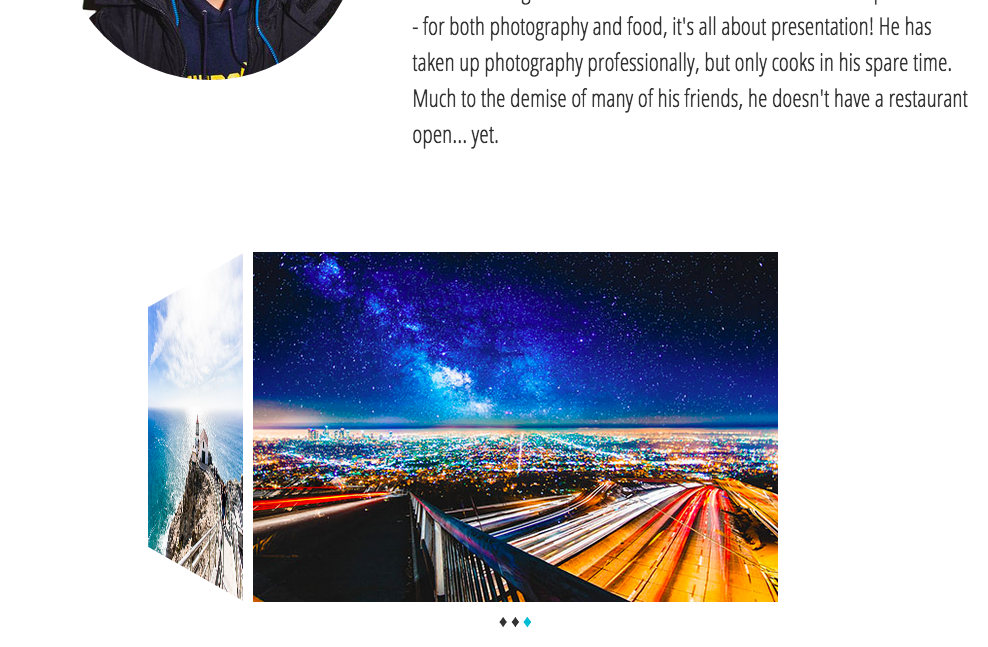 - for both photography and food, it's all about presentation! He has
taken up photography professionally, but only cooks in his spare time.
Much to the demise of many of his friends, he doesn't have a restaurant
open... yet.